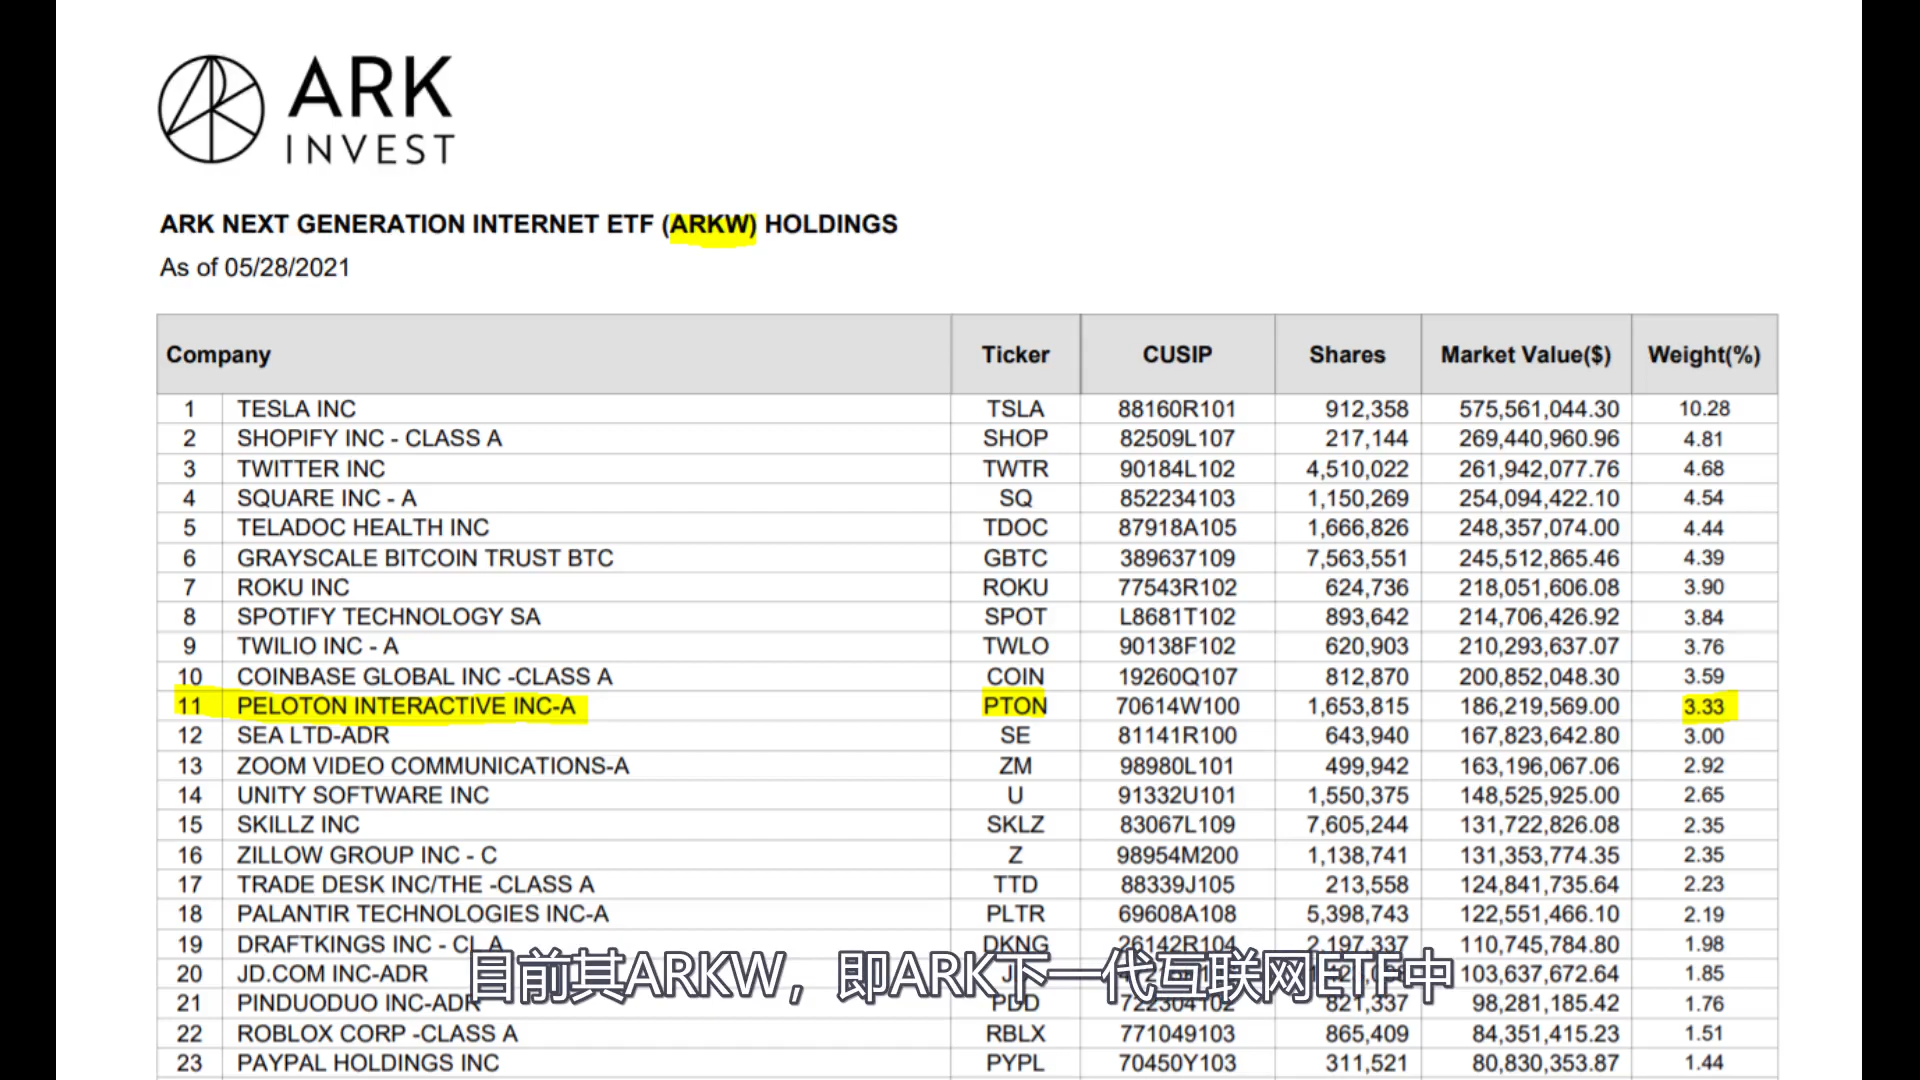 ARK
INVEST
ARK NEXT GENERATION INTERNET ETF (ARKW) HOLDINGS
As of 05/28/2021
Company Ticker CUSIP Shares Market Value($) Weight(%)
1 TESLA INC TSLA 88160R101 912,358 575,561,044.30 10.28
2 SHOPIFY INC - CLASS A SHOP 82509L107 217,144 269,440,960.96 4.81
3 TWITTER INC TWTR 90184L102 4,510,022 261,942,077.76 4.68
4 SQUARE INC - A SQ 852234103 1,150,269 254,094,422.10 4.54
5 TELADOC HEALTH INC TDOC 87918A105 1,666,826 248,357,074.00 4.44
6 GRAYSCALE BITCOIN TRUST BTC GBTC 389637109 7,563,551 245,512,865.46 4.39
7 ROKU INC ROKU 77543R102 624,736 218,051,606.08 3.90
8 SPOTIFY TECHNOLOGY SA SPOT L8681T102 893,642 214,706,426.92 3.84
9 TWILIO INC - A TWLO 90138F102 620,903 210,293,637.07 3.76
10 COINBASE GLOBAL INC -CLASS A COIN 19260Q107 812,870 200,852,048.30 3.59
11 PELOTON INTERACTIVE INC-A PTON 70614W100 1,653,815 186,219,569.00 3.33
12 SEA LTD-ADR SE 81141R100 643,940 167,823,642.80 3.00
13 ZOOM VIDEO COMMUNICATIONS-A ZM 98980L101 499,942 163,196,067.06 2.92
14 UNITY SOFTWARE INC U 91332U101 1,550,375 148,525,925.00 2.65
15 SKILLZ INC SKLZ 83067L109 7,605,244 131,722,826.08 2.35
16 ZILLOW GROUP INC - C Z 98954M200 1,138,741 131,353,774.35 2.35
17 TRADE DESK INC/THE -CLASS A TTD 88339J105 213,558 124,841,735.64 2.23
18 PALANTIR TECHNOLOGIES INC-A PLTR 69608A108 5,398,743 122,551,466.10 2.19
19 DRAFTKINGS INC - CL A DKNG 26142R104 2,197,337 110,745,784.80 1.98
20 JD.COM INC-ADR 103,637,672.64 1.85
目前其ARKW，即ARK下一代互联网ETF中
21 PINDUODUO INC-ADR PDD 722304102 821,337 98,281,185.42 1.76
22 ROBLOX CORP -CLASS A RBLX 771049103 865,409 84,351,415.23 1.51
23 PAYPAL HOLDINGS INC PYPL 70450Y103 311,521 80,830,353.87 1.44